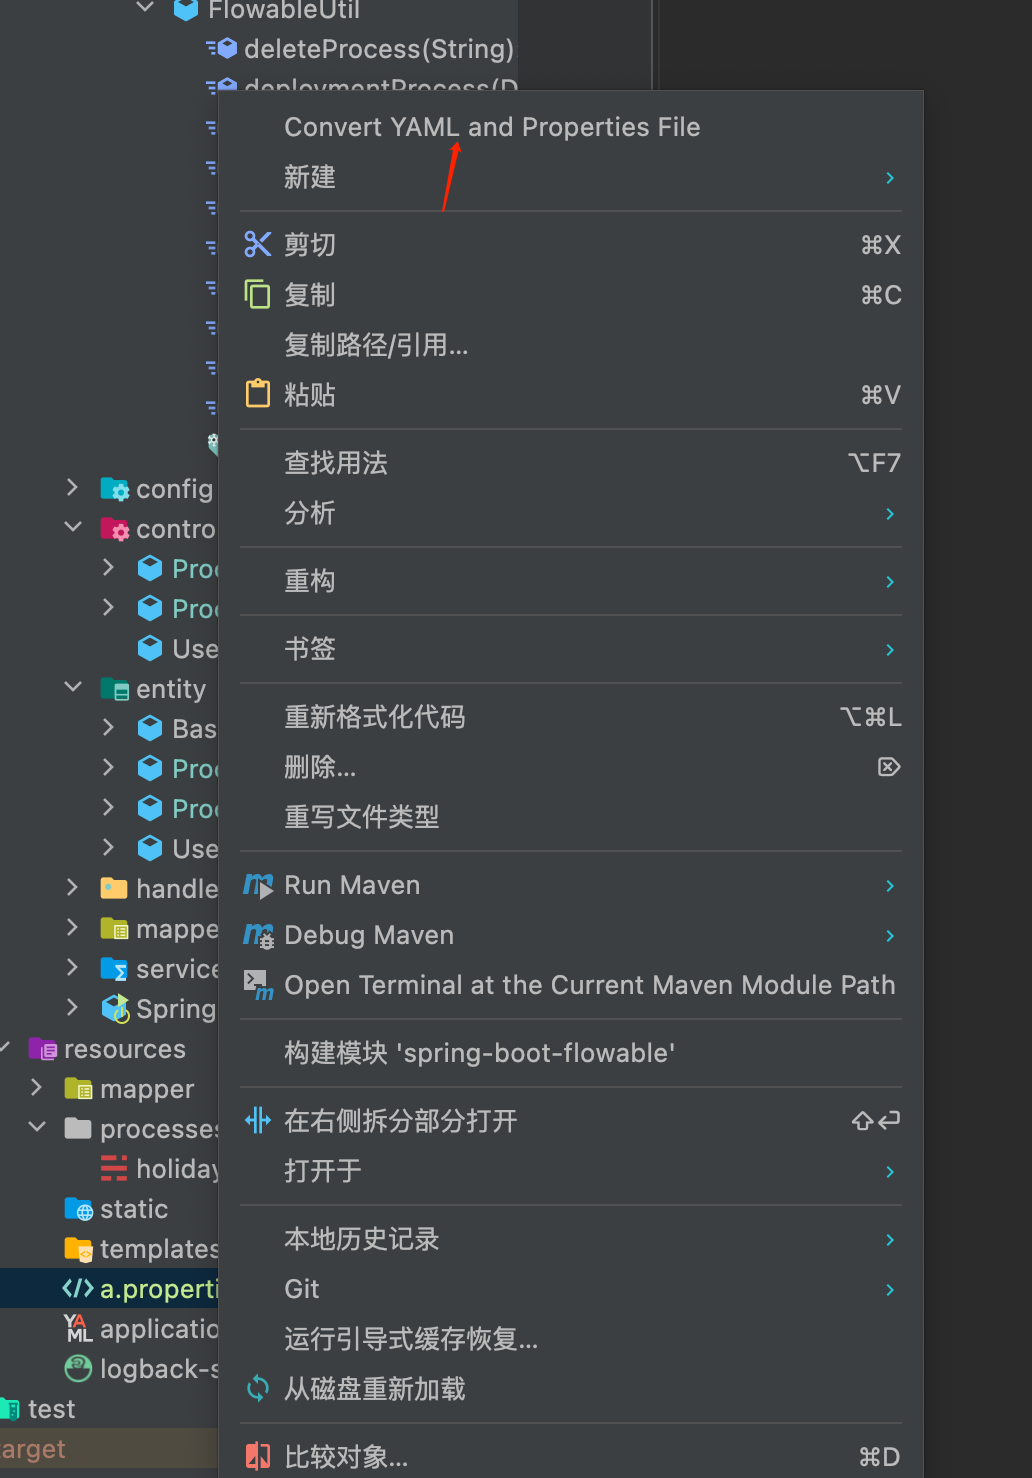 FlowableUtil
deleteProcess(String)
deploymentProcess(D
Convert YAML and Properties File
新建
剪切 ⌘X
复制 ⌘C
复制路径/引用...
粘贴 ⌘V
查找用法 ⌥F7
config
分析
contro
Proc
重构
Proc
书签
Use
entity
重新格式化代码 ⌥⌘L
Bas
删除...
Proc
重写文件类型
Proc
Use
Run Maven
handle
mappe
Debug Maven
service
Open Terminal at the Current Maven Module Path
Spring
resources
构建模块 'spring-boot-flowable'
mapper
processes
在右侧拆分部分打开 ⇧⏎
holiday
打开于
static
templates
本地历史记录
a.properti
Git
YAML
applicatio
运行引导式缓存恢复...
logback-s
从磁盘重新加载
test
target
比较对象... ⌘D